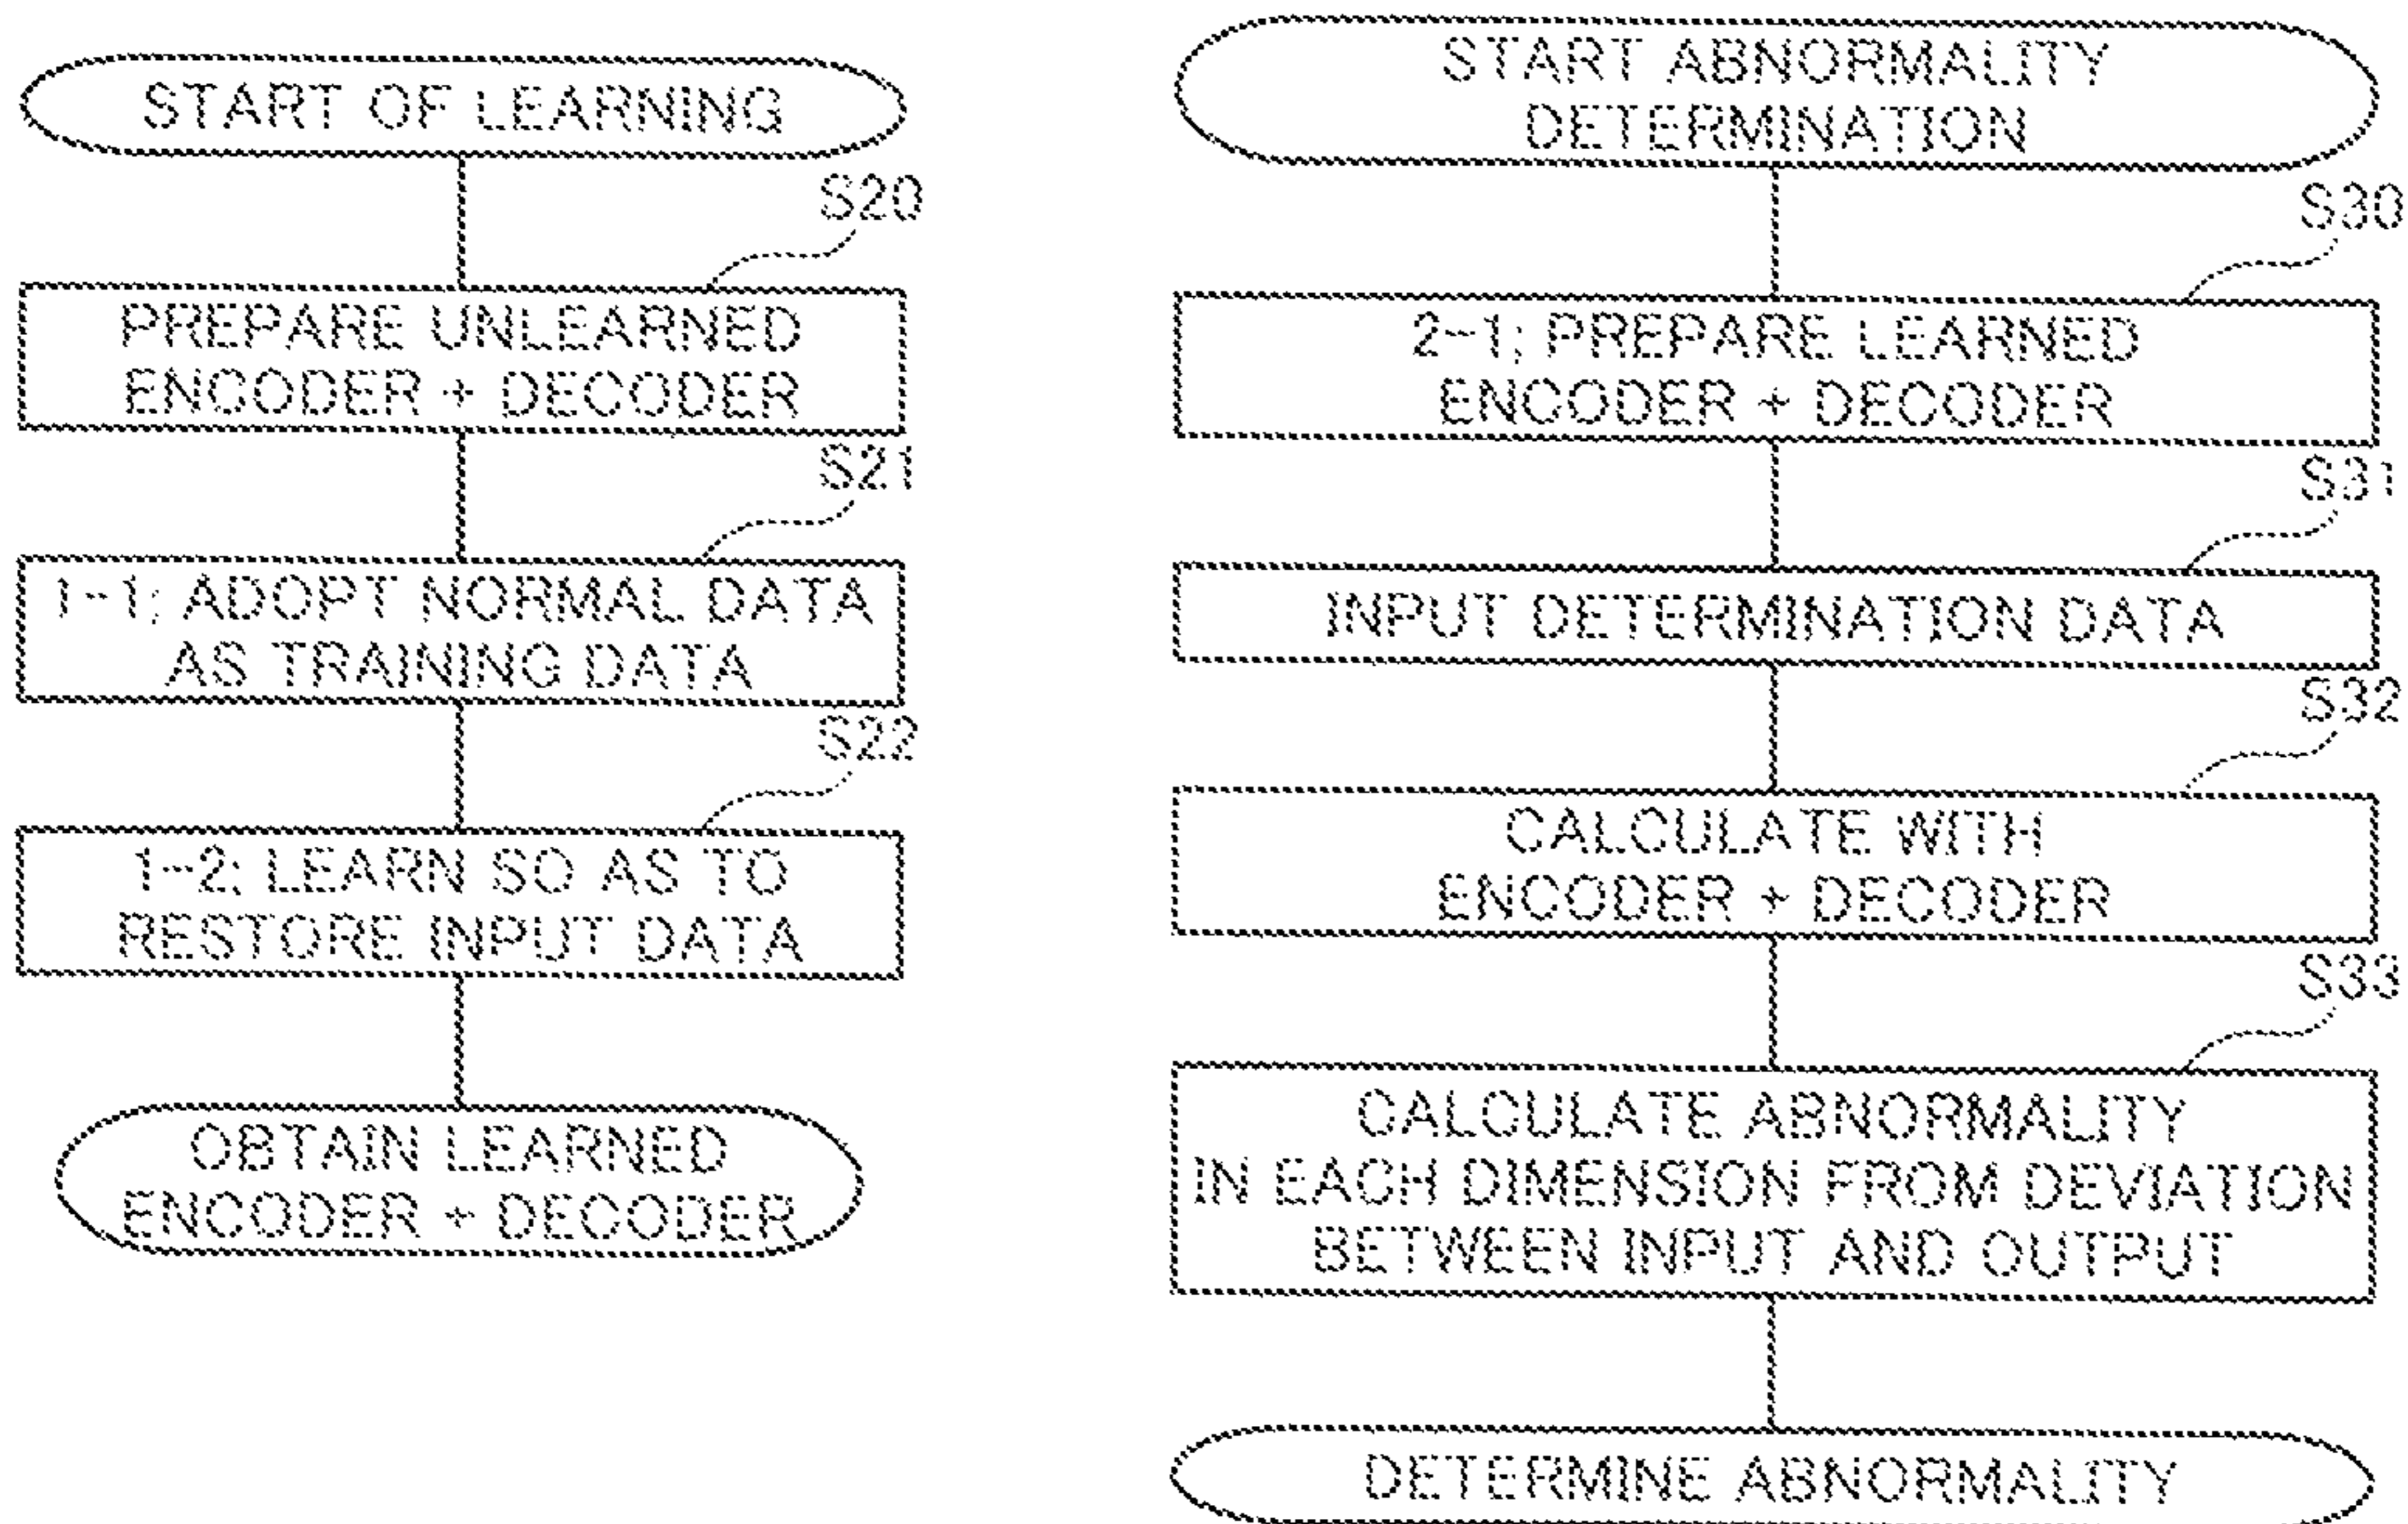 START OF LEARNING
S20
PREPARE UNLEARNED
ENCODER + DECODER
S21
1-1; ADOPT NORMAL DATA
AS TRAINING DATA
S22
1-2; LEARN SO AS TO
RESTORE INPUT DATA
OBTAIN LEARNED
ENCODER + DECODER
START ABNORMALITY
DETERMINATION
S30
2-1; PREPARE LEARNED
ENCODER + DECODER
S31
INPUT DETERMINATION DATA
S32
CALCULATE WITH
ENCODER + DECODER
S33
CALCULATE ABNORMALITY
IN EACH DIMENSION FROM DEVIATION
BETWEEN INPUT AND OUTPUT
DETERMINE ABNORMALITY